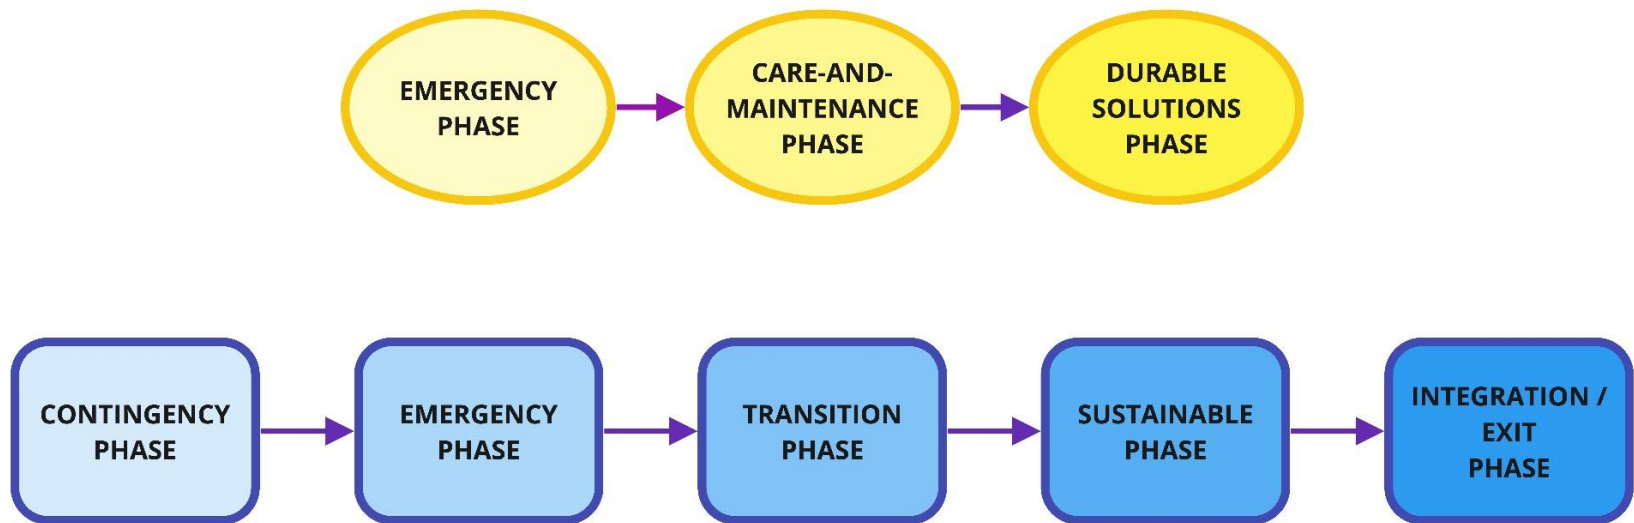 EMERGENCY
PHASE
CARE-AND-
MAINTENANCE
PHASE
DURABLE
SOLUTIONS
PHASE
CONTINGENCY
PHASE
EMERGENCY
PHASE
TRANSITION
PHASE
SUSTAINABLE
PHASE
INTEGRATION /
EXIT
PHASE